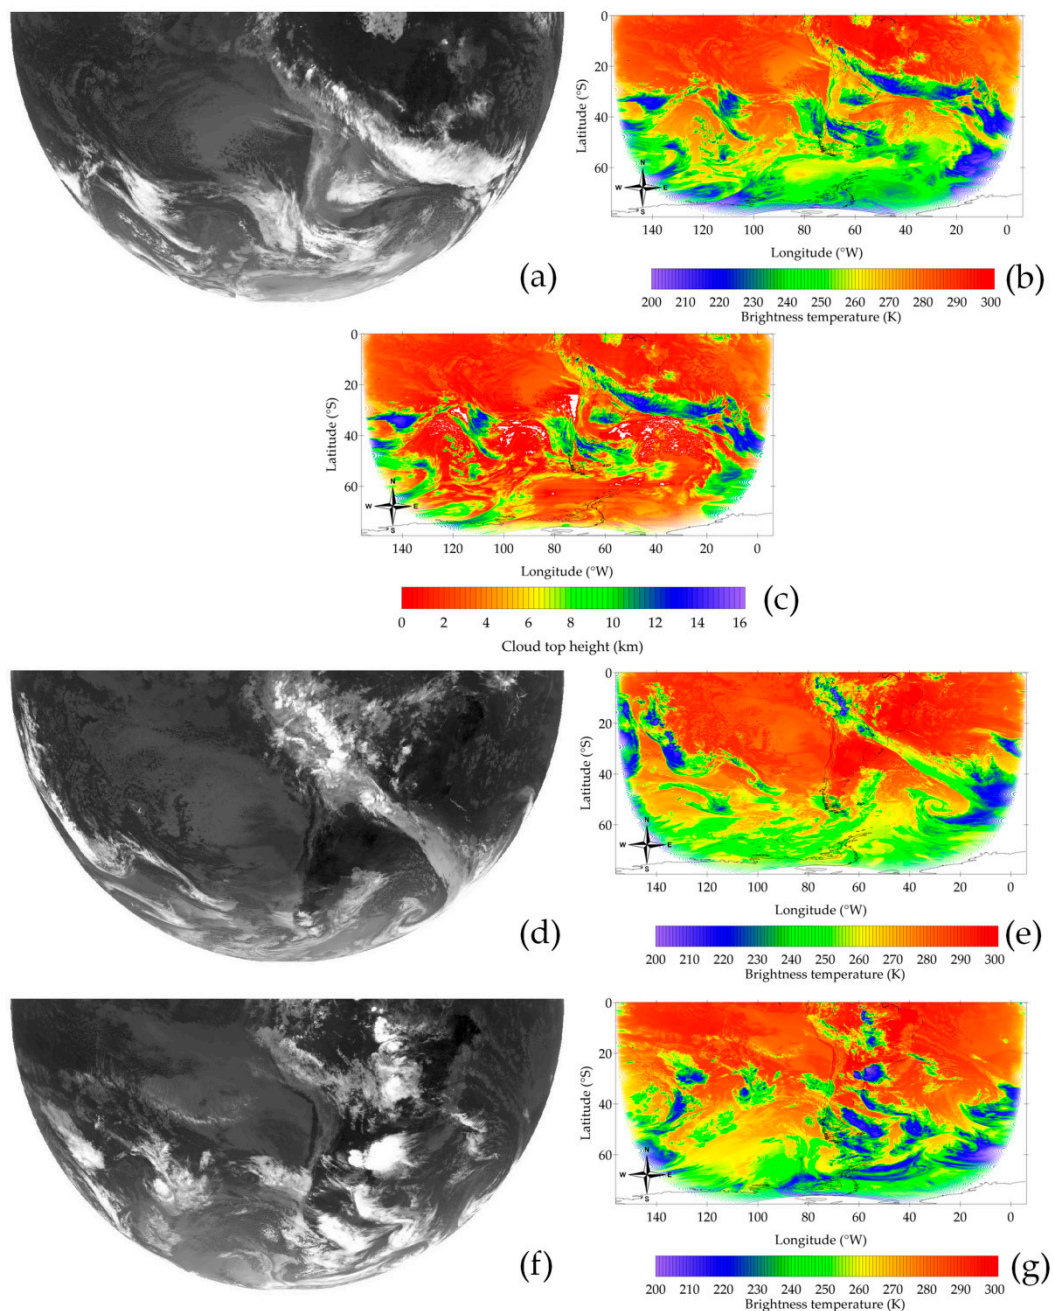 (a)
0
20
40
60
Latitude (°S)
N
W E
S
140 120 100 80 60 40 20 0
Longitude (°W)
200 210 220 230 240 250 260 270 280 290 300
Brightness temperature (K)
(b)
0
20
40
60
Latitude (°S)
N
W E
S
140 120 100 80 60 40 20 0
Longitude (°W)
0 2 4 6 8 10 12 14 16
Cloud top height (km)
(c)
(d)
0
20
40
60
Latitude (°S)
N
W E
S
140 120 100 80 60 40 20 0
Longitude (°W)
200 210 220 230 240 250 260 270 280 290 300
Brightness temperature (K)
(e)
(f)
0
20
40
60
Latitude (°S)
N
W E
S
140 120 100 80 60 40 20 0
Longitude (°W)
200 210 220 230 240 250 260 270 280 290 300
Brightness temperature (K)
(g)